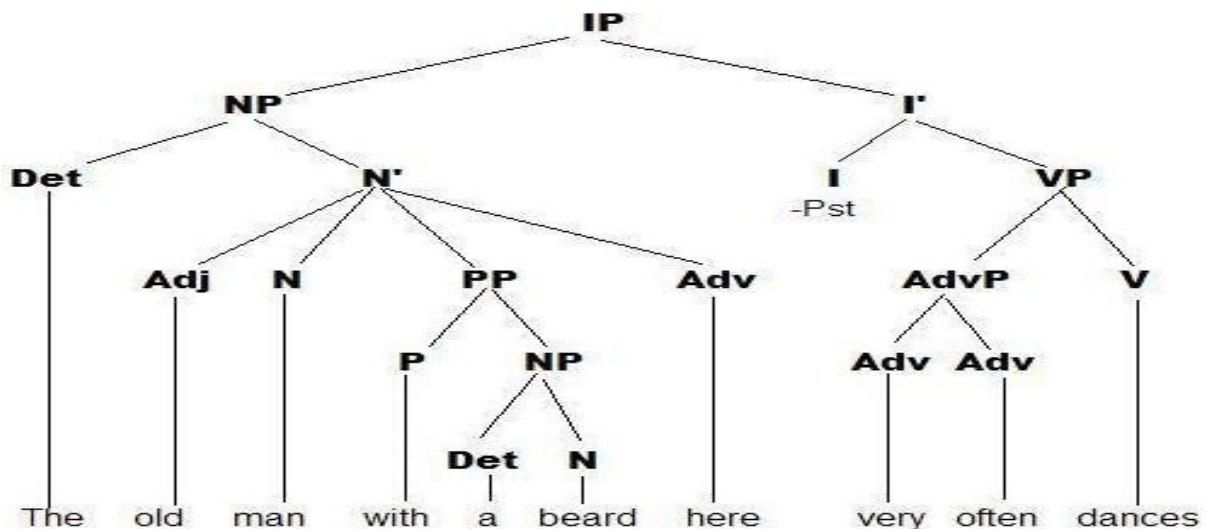 IP
NP I'
Det N' I VP
-Pst
Adj N PP Adv AdvP V
P NP Adv Adv
Det N
The old man with a beard here very often dances